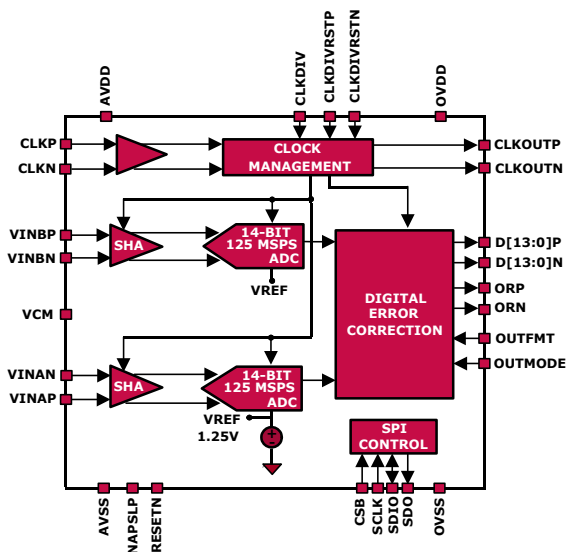 AVDD
CLKDIV
CLKDIVRSTP
CLKDIVRSTN
OVDD
CLKP
CLKN
CLOCK
MANAGEMENT
CLKOUTP
CLKOUTN
VINBP
VINBN
SHA
14-BIT
125 MSPS
ADC
VREF
DIGITAL
ERROR
CORRECTION
D[13:0]P
D[13:0]N
ORP
ORN
OUTFMT
OUTMODE
VCM
VINAN
VINAP
SHA
14-BIT
125 MSPS
ADC
VREF
1.25V
+
–
SPI
CONTROL
AVSS
NAPSLP
RESETN
CSB
SCLK
SDIO
SDO
OVSS